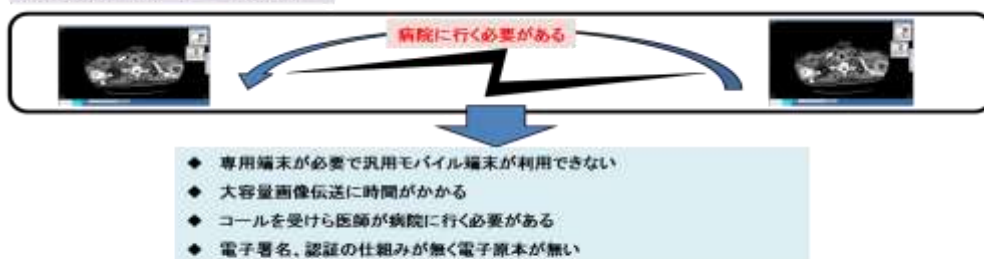 病院に行く必要がある
◆ 専用端末が必要で汎用モバイル端末が利用できない
◆ 大容量画像伝送に時間がかかる
◆ コールを受けら医師が病院に行く必要がある
◆ 電子署名、認証の仕組みが無く電子原本が無い